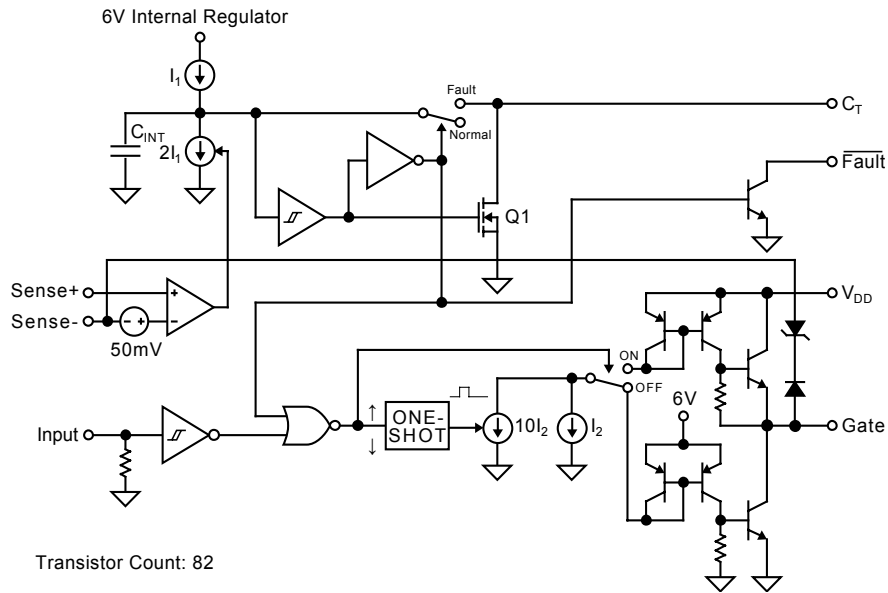 6V Internal Regulator
I1
Fault
CT
CINT
Normal
2I1
Fault
Q1
Sense+
+
VDD
Sense-
- +
-
50mV
ON
OFF
6V
Input
↑ ONE-
↓ SHOT
10I2
I2
Gate
Transistor Count: 82